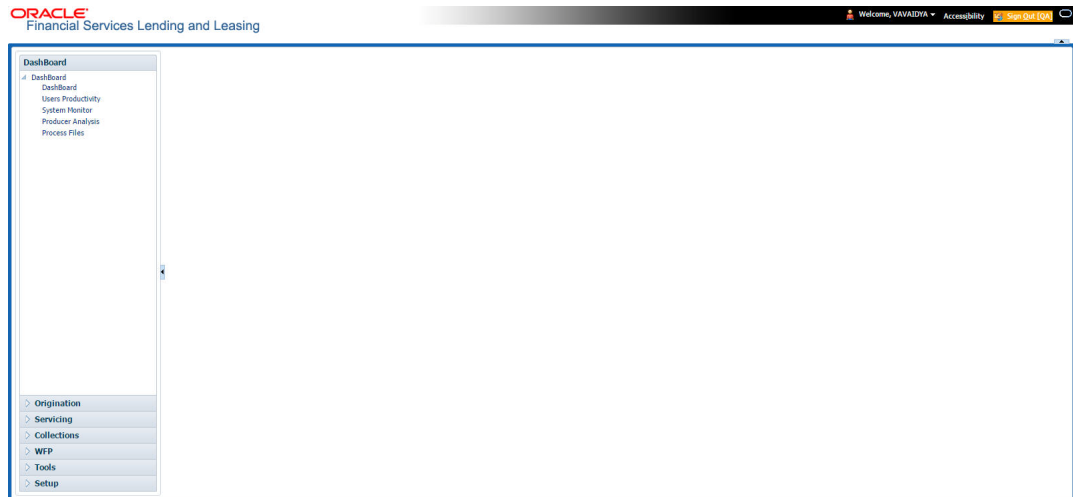 ORACLE
Financial Services Lending and Leasing
Welcome, VAVAIDYA
Accessibility
Sign Out [QA]
DashBoard
DashBoard
DashBoard
Users Productivity
System Monitor
Producer Analysis
Process Files
Origination
Servicing
Collections
WFP
Tools
Setup